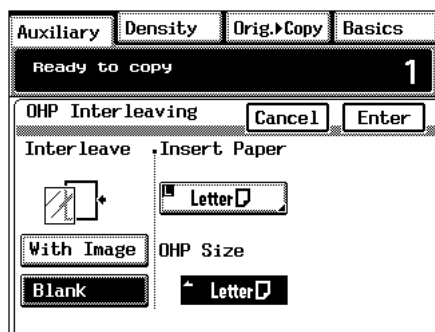 Auxiliary Density Orig.▸Copy Basics
Ready to copy 1
OHP Interleaving Cancel Enter
Interleave Insert Paper
Letter
With Image OHP Size
Blank Letter